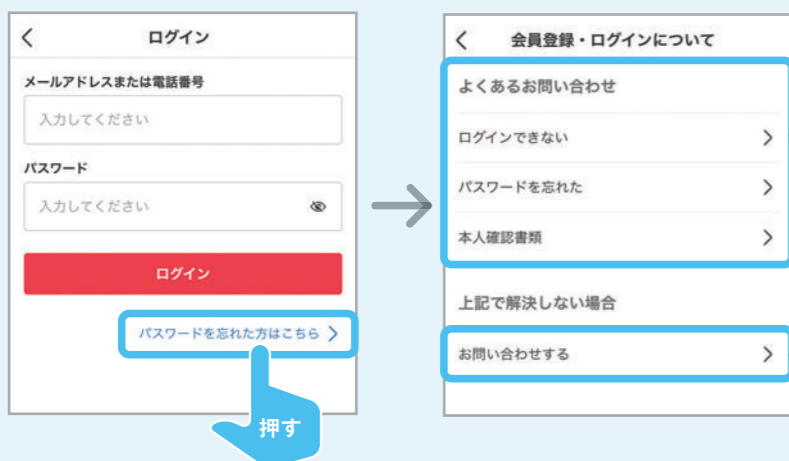 ログイン
メールアドレスまたは電話番号
入力してください
パスワード
入力してください
ログイン
パスワードを忘れた方はこちら
押す
会員登録・ログインについて
よくあるお問い合わせ
ログインできない
パスワードを忘れた
本人確認書類
上記で解決しない場合
お問い合わせする